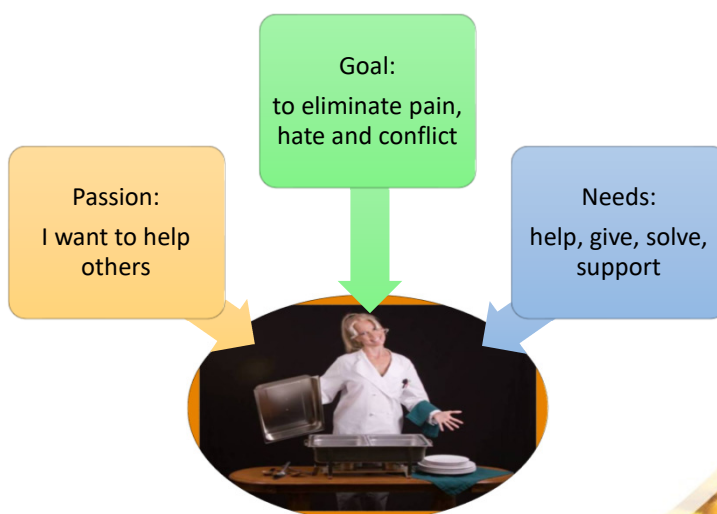 Goal:
to eliminate pain,
hate and conflict
Passion:
I want to help
others
Needs:
help, give, solve,
support